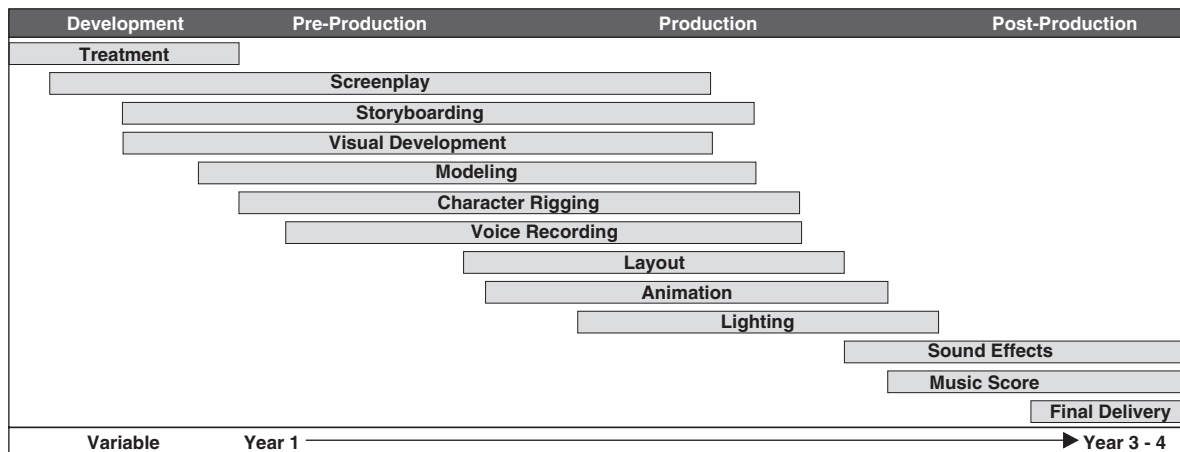 Development Pre-Production Production Post-Production
Treatment
Screenplay
Storyboarding
Visual Development
Modeling
Character Rigging
Voice Recording
Layout
Animation
Lighting
Sound Effects
Music Score
Final Delivery
Variable Year 1 Year 3 - 4